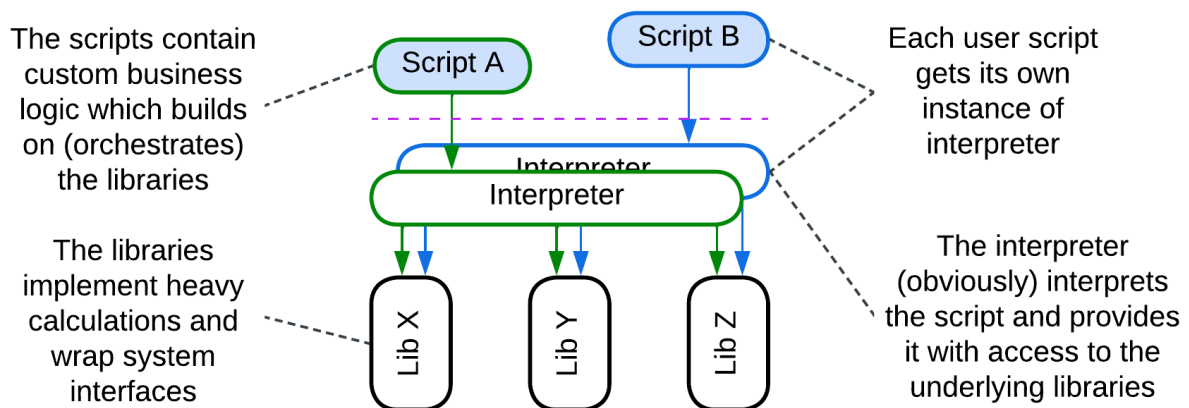 The scripts contain
custom business
logic which builds
on (orchestrates)
the libraries
Script A
Script B
Each user script
gets its own
instance of
interpreter
Interpreter
Interpreter
The libraries
implement heavy
calculations and
wrap system
interfaces
Lib X
Lib Y
Lib Z
The interpreter
(obviously) interprets
the script and provides
it with access to the
underlying libraries